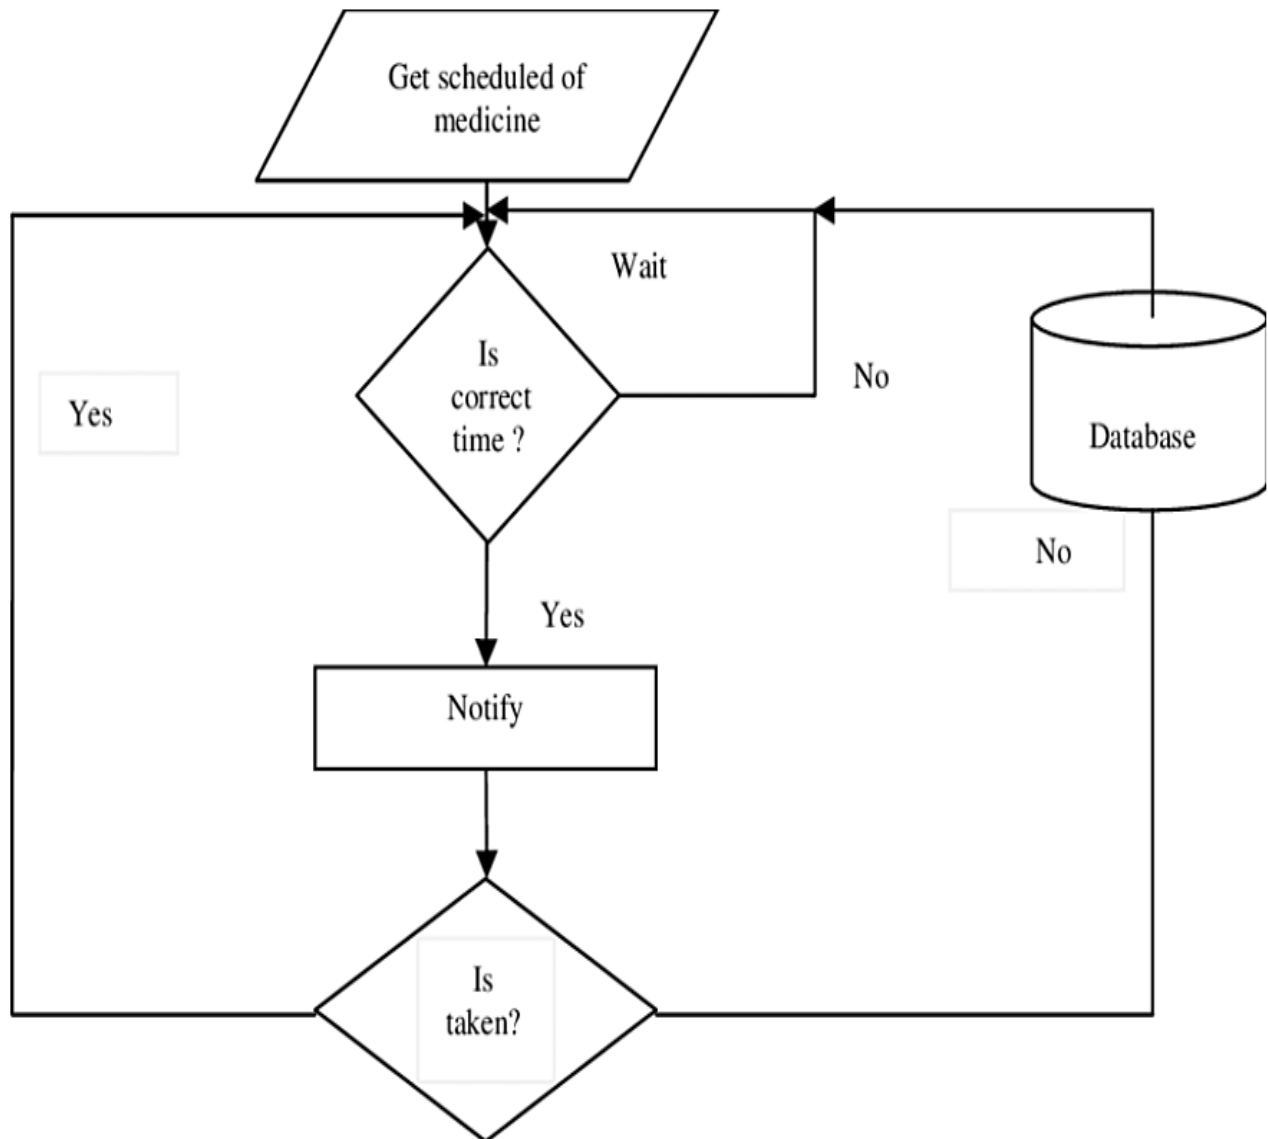 Get scheduled of
medicine
Wait
Is
correct
time ?
No
Yes
Database
No
Yes
Notify
Is
taken?